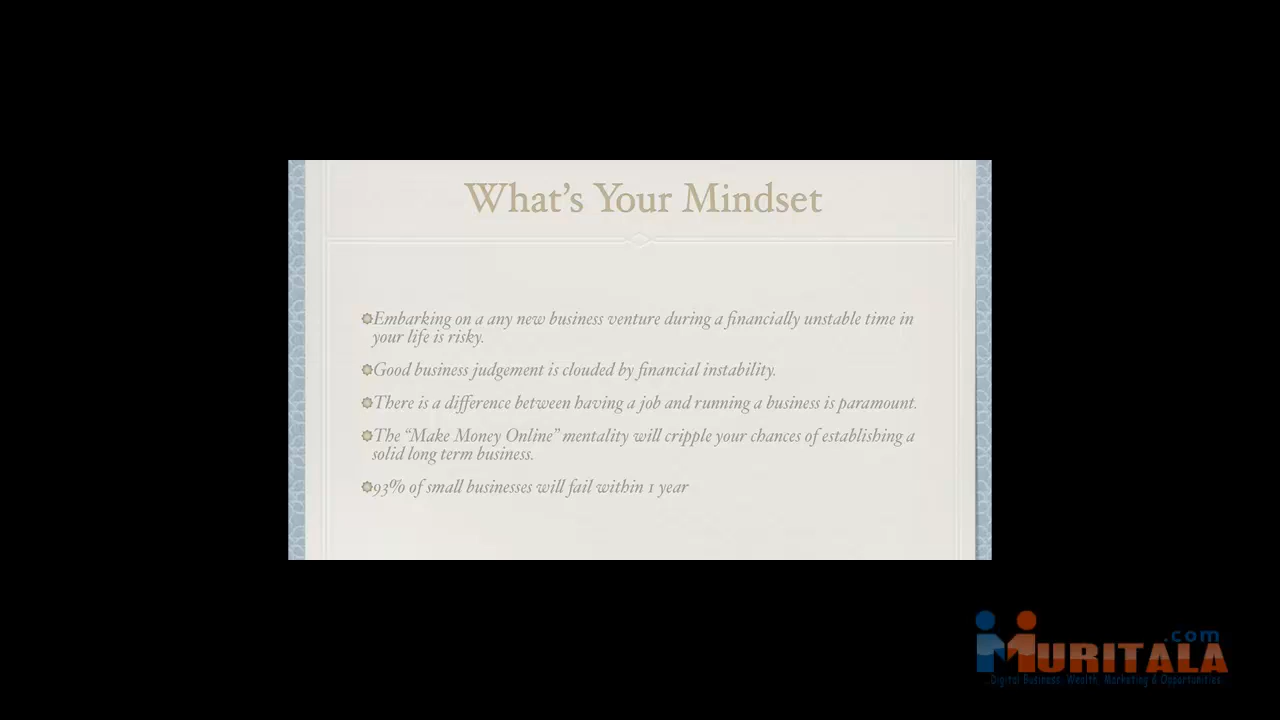 What's Your Mindset
Embarking on a any new business venture during a financially unstable time in
your life is risky.
Good business judgement is clouded by financial instability.
There is a difference between having a job and running a business is paramount.
The “Make Money Online” mentality will cripple your chances of establishing a
solid long term business.
93% of small businesses will fail within 1 year
.com
MURITALA
Digital Business, Wealth, Marketing & Opportunities